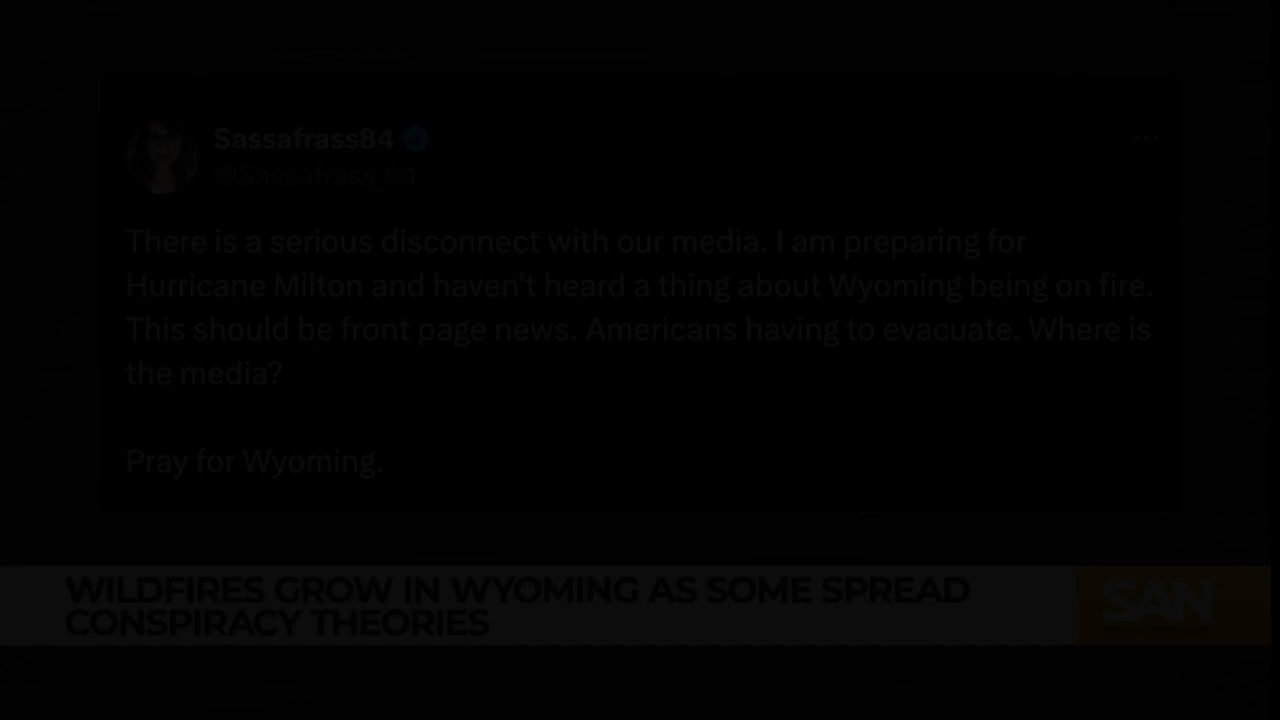 Sassafrass84
@Sassafrass_84
There is a serious disconnect with our media. I am preparing for
Hurricane Milton and haven't heard a thing about Wyoming being on fire.
This should be front page news. Americans having to evacuate. Where is
the media?
Pray for Wyoming.
WILDFIRES GROW IN WYOMING AS SOME SPREAD
CONSPIRACY THEORIES
SAN